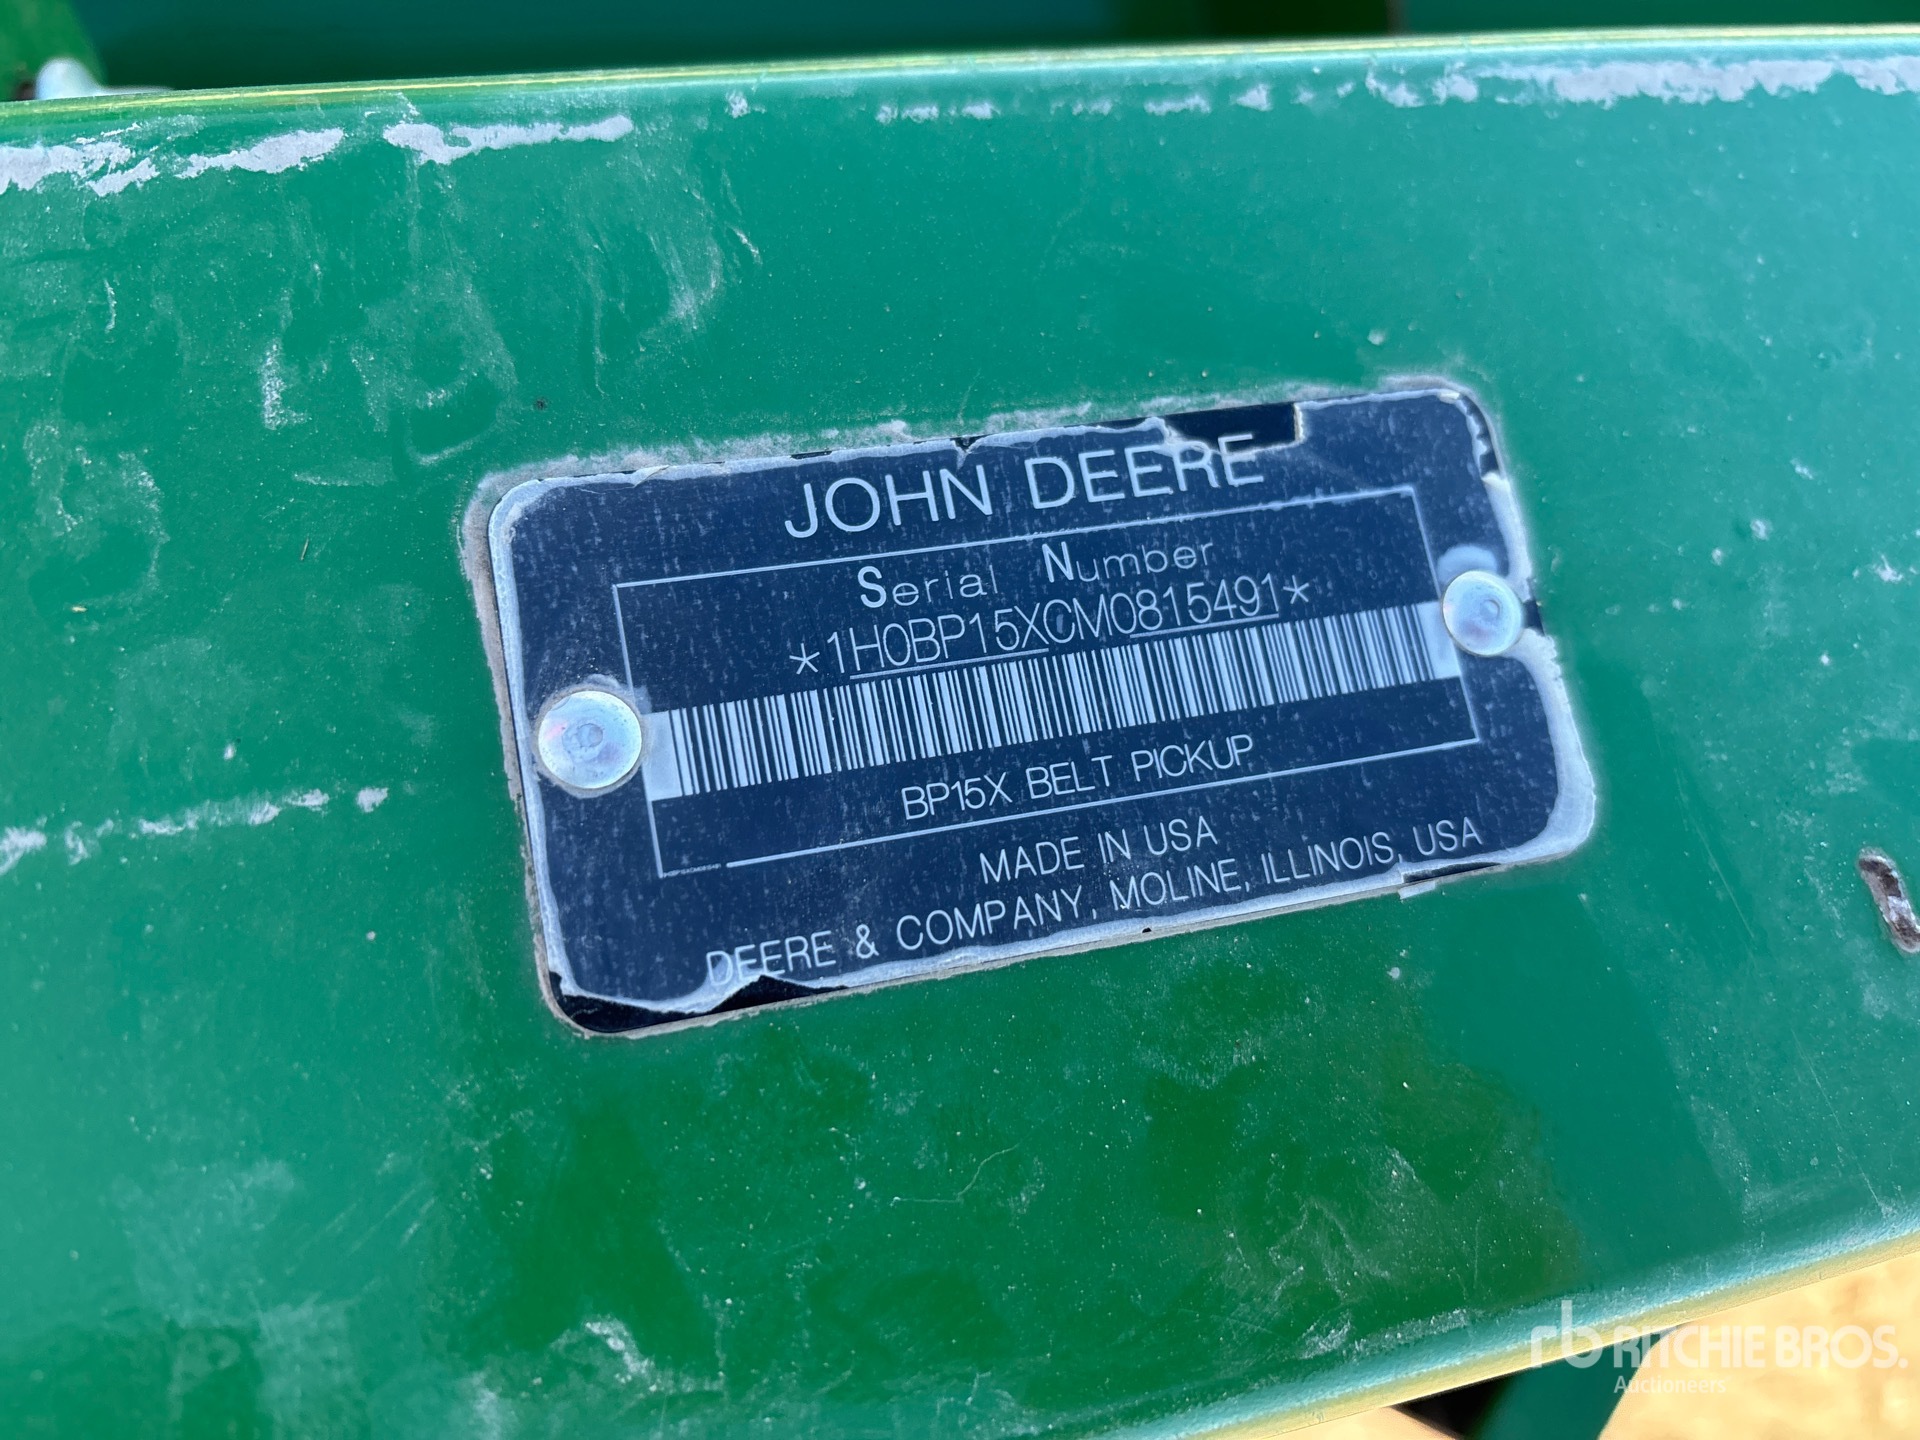 JOHN DEERE
Serial Number
*1H0BP15XCM0815491*
BP15X BELT PICKUP
MADE IN USA
DEERE & COMPANY, MOLINE, ILLINOIS, USA
rb RITCHIE BROS.
Auctioneers